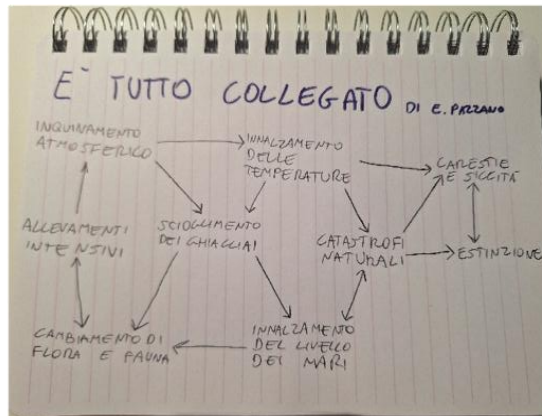 E` TUTTO COLLEGATO DI E. PAZZANO
INQUINAMENTO
ATMOSFERICO
INNALZAMENTO
DELLE
TEMPERATURE
CARESTIE
E SICCITÀ
ALLEVAMENTI
INTENSIVI
SCIOGLIMENTO
DEI GHIACCIAI
CATASTROFI
NATURALI
ESTINZIONE
CAMBIAMENTO DI
FLORA E FAUNA
INNALZAMENTO
DEL LIVELLO
DEI MARI